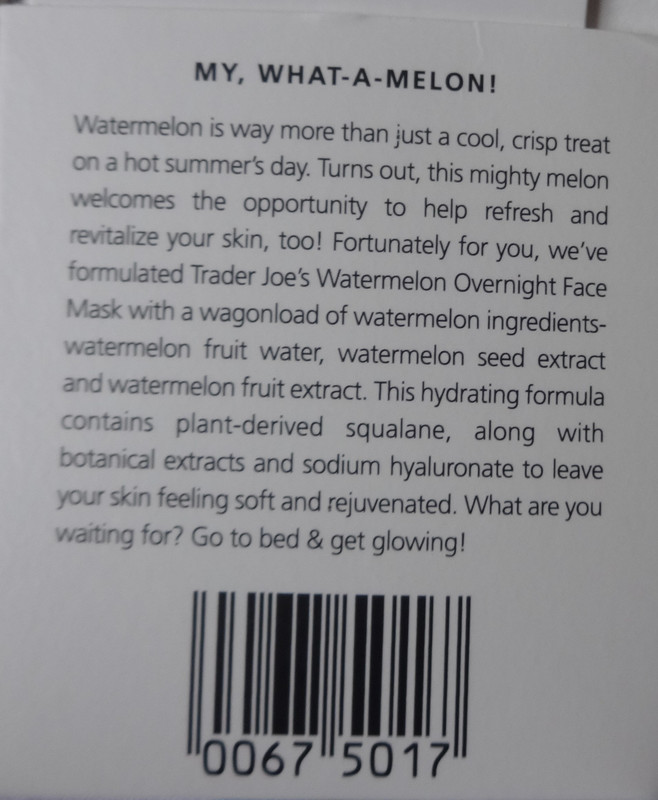 MY, WHAT-A-MELON!
Watermelon is way more than just a cool, crisp treat
on a hot summer's day. Turns out, this mighty melon
welcomes the opportunity to help refresh and
revitalize your skin, too! Fortunately for you, we've
formulated Trader Joe's Watermelon Overnight Face
Mask with a wagonload of watermelon ingredients-
watermelon fruit water, watermelon seed extract
and watermelon fruit extract. This hydrating formula
contains plant-derived squalane, along with
botanical extracts and sodium hyaluronate to leave
your skin feeling soft and rejuvenated. What are you
waiting for? Go to bed & get glowing!
0067 5017